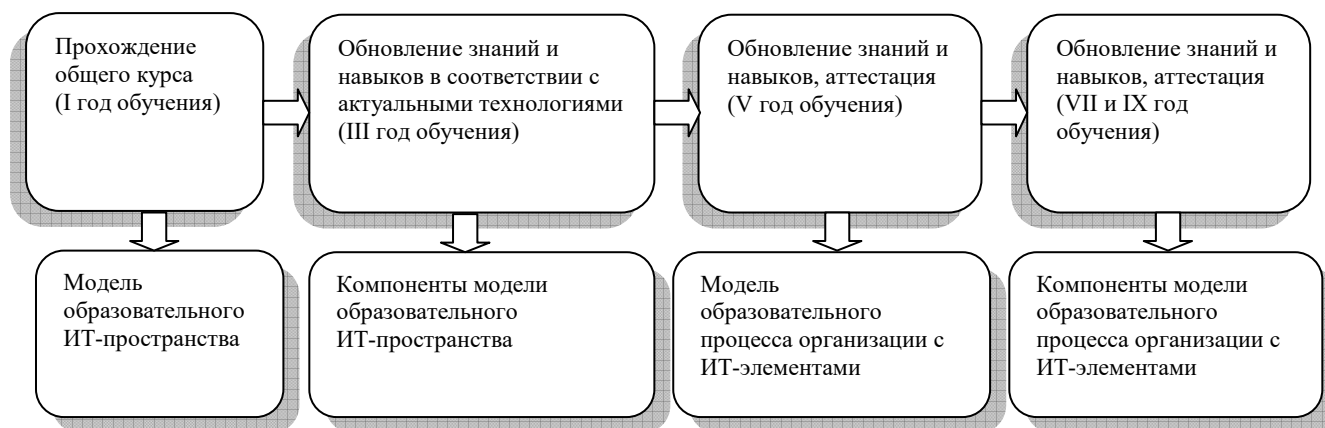 Прохождение
общего курса
(I год обучения)
Обновление знаний и
навыков в соответствии с
актуальными технологиями
(III год обучения)
Обновление знаний и
навыков, аттестация
(V год обучения)
Обновление знаний и
навыков, аттестация
(VII и IX год
обучения)
Модель
образовательного
ИТ-пространства
Компоненты модели
образовательного
ИТ-пространства
Модель
образовательного
процесса организации с
ИТ-элементами
Компоненты модели
образовательного
процесса организации с
ИТ-элементами